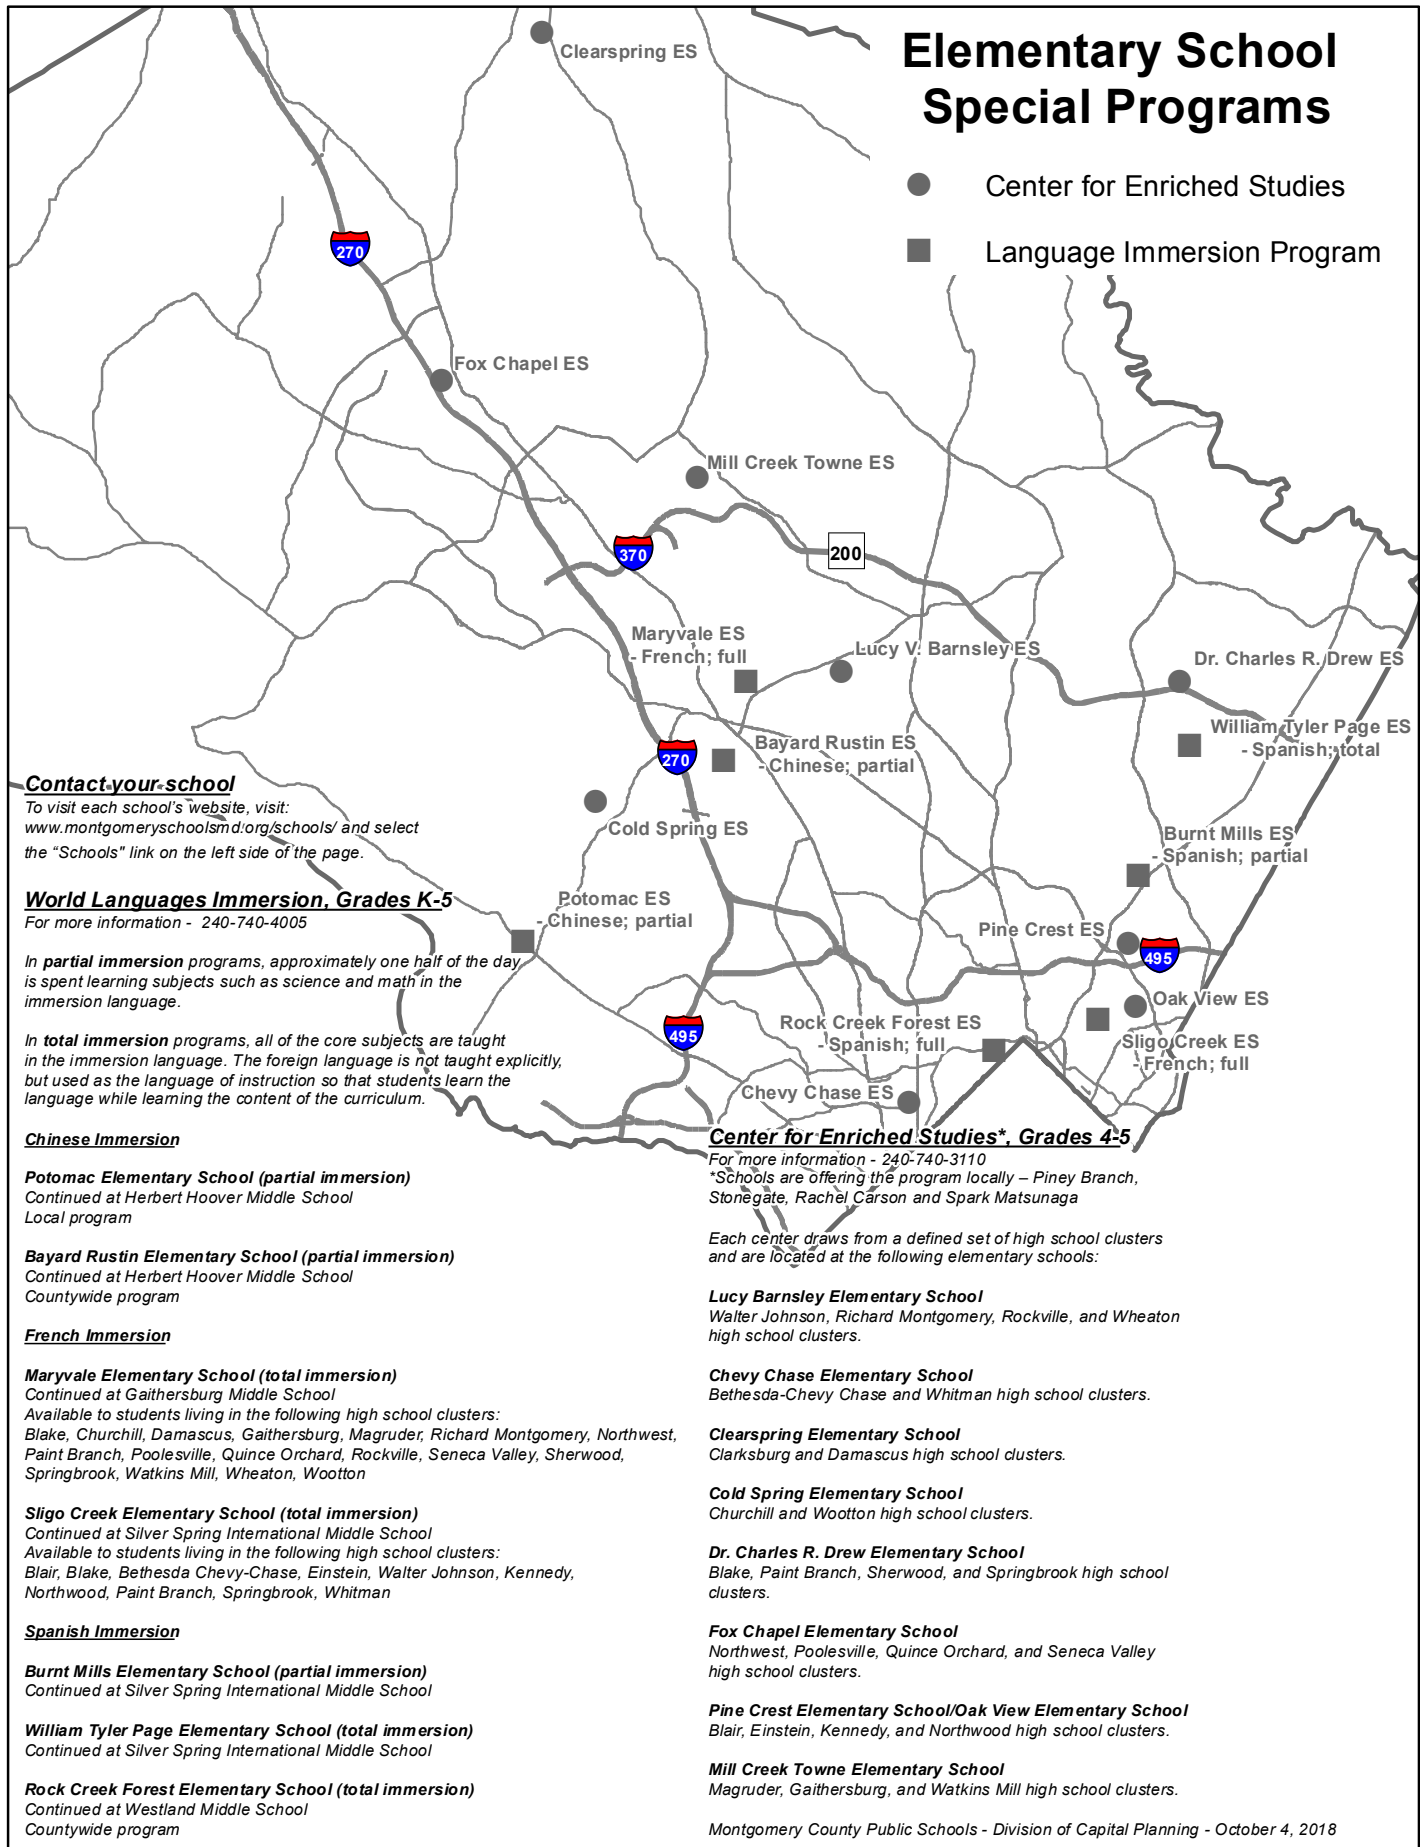 Elementary School
Special Programs
Center for Enriched Studies
Language Immersion Program
Clearspring ES
270
Fox Chapel ES
Mill Creek Towne ES
370
200
Maryvale ES
- French; full
Lucy V. Barnsley ES
Dr. Charles R. Drew ES
William Tyler Page ES
- Spanish; total
Bayard Rustin ES
- Chinese; partial
270
Cold Spring ES
Burnt Mills ES
- Spanish; partial
Potomac ES
- Chinese; partial
Pine Crest ES
495
Oak View ES
Rock Creek Forest ES
- Spanish; full
495
Sligo Creek ES
- French; full
Chevy Chase ES
Contact your school
To visit each school's website, visit:
www.montgomeryschoolsmd.org/schools/ and select
the “Schools" link on the left side of the page.
World Languages Immersion, Grades K-5
For more information - 240-740-4005
In partial immersion programs, approximately one half of the day
is spent learning subjects such as science and math in the
immersion language.
In total immersion programs, all of the core subjects are taught
in the immersion language. The foreign language is not taught explicitly,
but used as the language of instruction so that students learn the
language while learning the content of the curriculum.
Chinese Immersion
Potomac Elementary School (partial immersion)
Continued at Herbert Hoover Middle School
Local program
Bayard Rustin Elementary School (partial immersion)
Continued at Herbert Hoover Middle School
Countywide program
French Immersion
Maryvale Elementary School (total immersion)
Continued at Gaithersburg Middle School
Available to students living in the following high school clusters:
Blake, Churchill, Damascus, Gaithersburg, Magruder, Richard Montgomery, Northwest,
Paint Branch, Poolesville, Quince Orchard, Rockville, Seneca Valley, Sherwood,
Springbrook, Watkins Mill, Wheaton, Wootton
Sligo Creek Elementary School (total immersion)
Continued at Silver Spring International Middle School
Available to students living in the following high school clusters:
Blair, Blake, Bethesda Chevy-Chase, Einstein, Walter Johnson, Kennedy,
Northwood, Paint Branch, Springbrook, Whitman
Spanish Immersion
Burnt Mills Elementary School (partial immersion)
Continued at Silver Spring International Middle School
William Tyler Page Elementary School (total immersion)
Continued at Silver Spring International Middle School
Rock Creek Forest Elementary School (total immersion)
Continued at Westland Middle School
Countywide program
Center for Enriched Studies*, Grades 4-5
For more information - 240-740-3110
*Schools are offering the program locally – Piney Branch,
Stonegate, Rachel Carson and Spark Matsunaga
Each center draws from a defined set of high school clusters
and are located at the following elementary schools:
Lucy Barnsley Elementary School
Walter Johnson, Richard Montgomery, Rockville, and Wheaton
high school clusters.
Chevy Chase Elementary School
Bethesda-Chevy Chase and Whitman high school clusters.
Clearspring Elementary School
Clarksburg and Damascus high school clusters.
Cold Spring Elementary School
Churchill and Wootton high school clusters.
Dr. Charles R. Drew Elementary School
Blake, Paint Branch, Sherwood, and Springbrook high school
clusters.
Fox Chapel Elementary School
Northwest, Poolesville, Quince Orchard, and Seneca Valley
high school clusters.
Pine Crest Elementary School/Oak View Elementary School
Blair, Einstein, Kennedy, and Northwood high school clusters.
Mill Creek Towne Elementary School
Magruder, Gaithersburg, and Watkins Mill high school clusters.
Montgomery County Public Schools - Division of Capital Planning - October 4, 2018